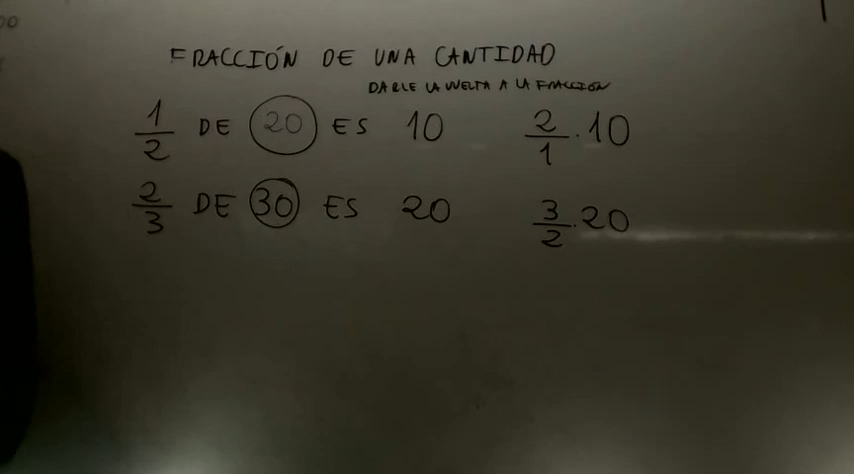 FRACCIÓN DE UNA CANTIDAD
DARLE LA VUELTA A LA FRACCIÓN
1/2 DE 20 ES 10 2/1 · 10
2/3 DE 30 ES 20 3/2 · 20